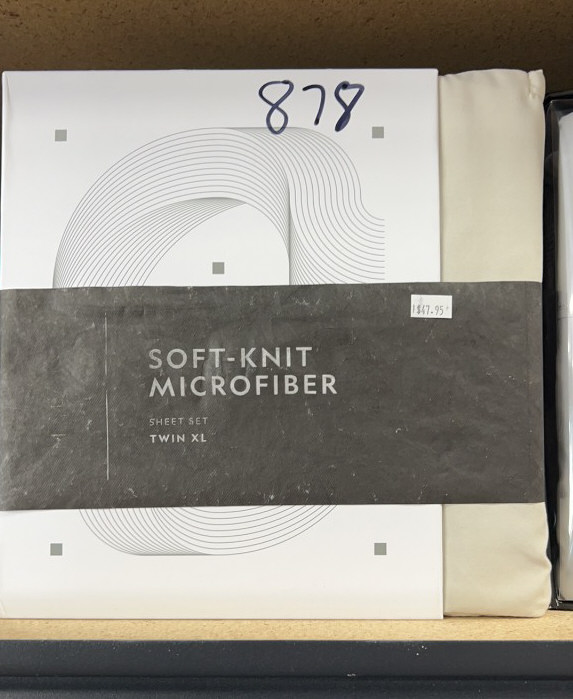 878
$47.95
SOFT-KNIT
MICROFIBER
SHEET SET
TWIN XL